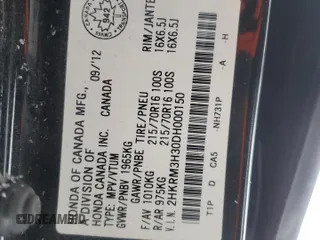 HONDA OF CANADA MFG., 09/'12
A DIVISION OF
HONDA CANADA INC. CANADA
TYPE: MPV/VTUM
GVWR/PNBV 1965KG
GAWR/PNBE TIRE/PNEU RIM/JANTE
F/AV 1010KG 215/70R16 100S 16X6.5J
R/AR 975KG 215/70R16 100S 16X6.5J
V.I.N. 2HKRM3H30DH000150
T1P D CA5 -NH731P A -H
CANADA
842